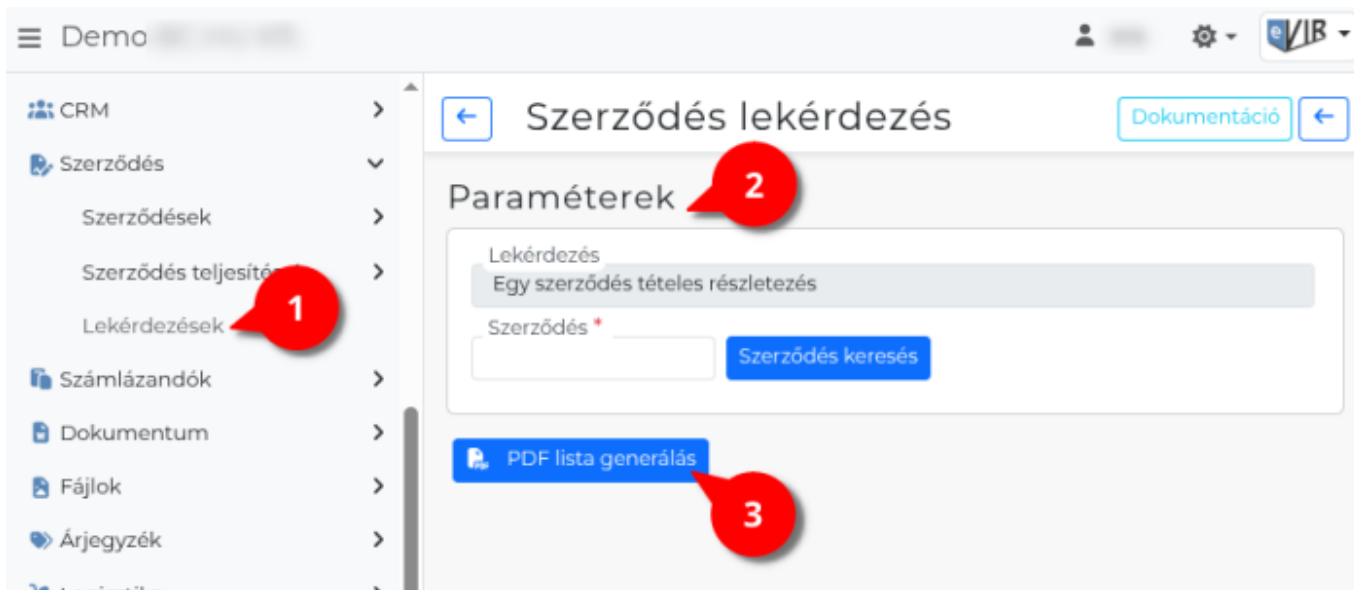 Demo
eVIR
CRM
Szerződés
Szerződések
Szerződés
Lekérdezések
1
Számlázandók
Dokumentum
Fájlok
Árjegyzék
Szerződés lekérdezés
Dokumentáció
Paraméterek
2
Lekérdezés
Egy szerződés tételes részletezés
Szerződés *
Szerződés keresés
PDF lista generálás
3